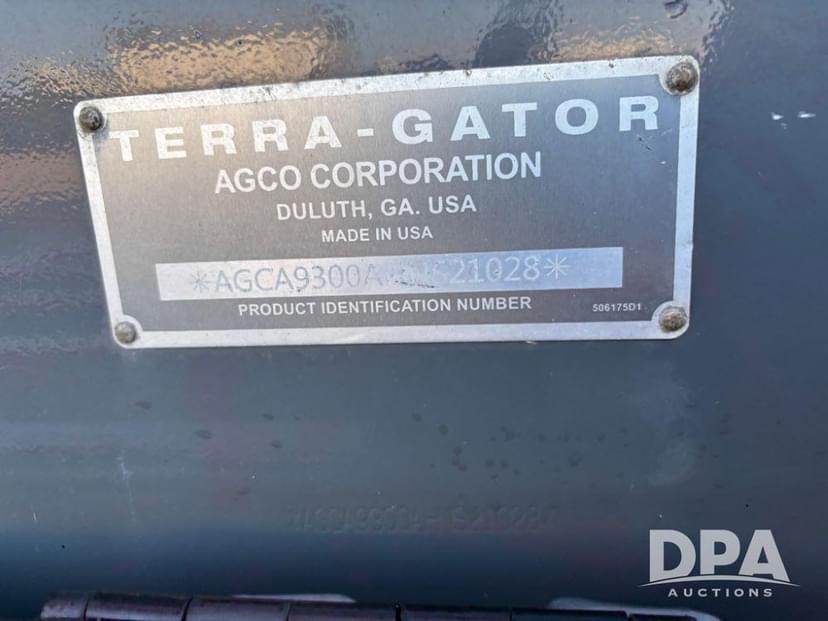 TERRA-GATOR
AGCO CORPORATION
DULUTH, GA. USA
MADE IN USA
PRODUCT IDENTIFICATION NUMBER
506175D1
DPA
AUCTIONS